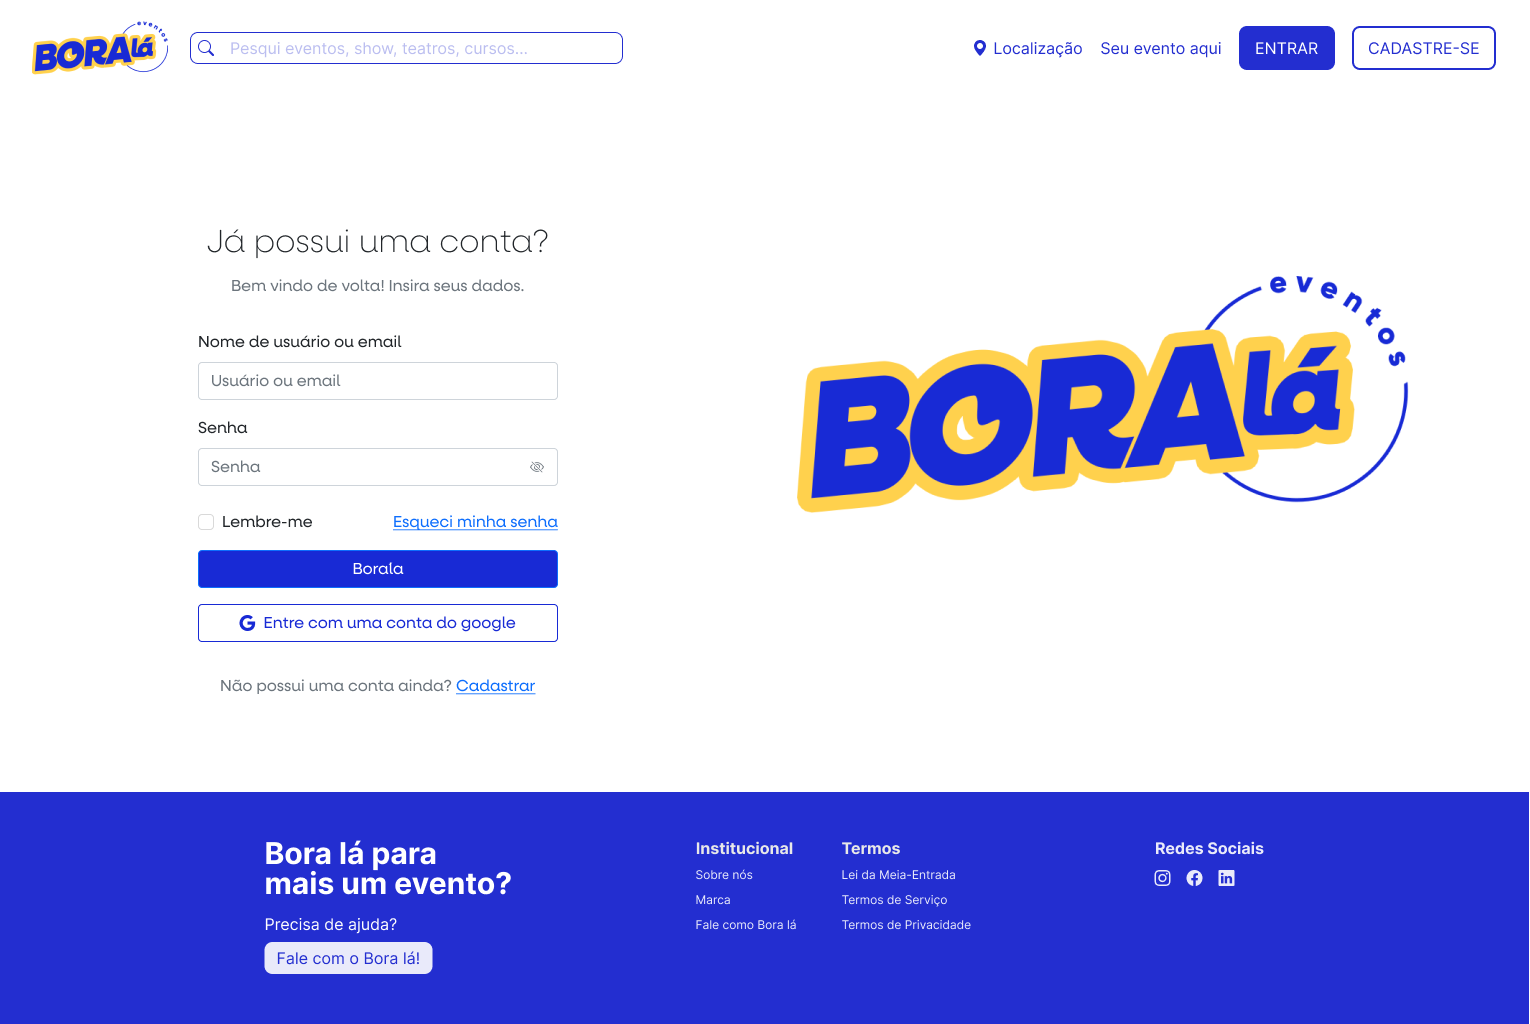 BORAlá eventos
Pesqui eventos, show, teatros, cursos...
Localização
Seu evento aqui
ENTRAR
CADASTRE-SE
Já possui uma conta?
Bem vindo de volta! Insira seus dados.
Nome de usuário ou email
Usuário ou email
Senha
Senha
Lembre-me
Esqueci minha senha
Borala
Entre com uma conta do google
Não possui uma conta ainda? Cadastrar
eventos
BORAlá
Bora lá para
mais um evento?
Precisa de ajuda?
Fale com o Bora lá!
Institucional
Sobre nós
Marca
Fale como Bora lá
Termos
Lei da Meia-Entrada
Termos de Serviço
Termos de Privacidade
Redes Sociais